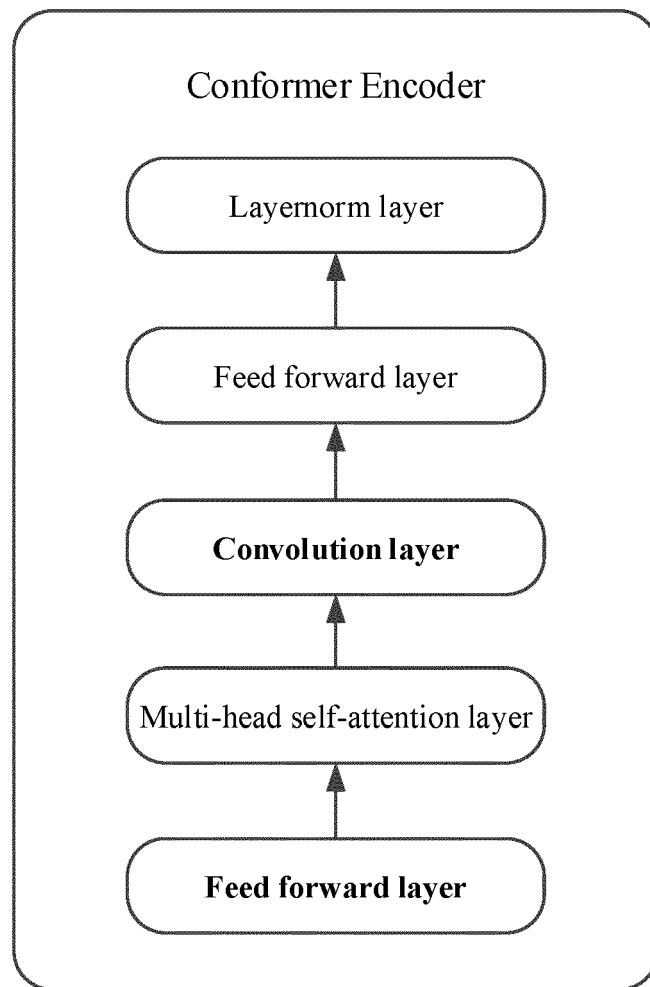 Conformer Encoder
Layernorm layer
Feed forward layer
Convolution layer
Multi-head self-attention layer
Feed forward layer